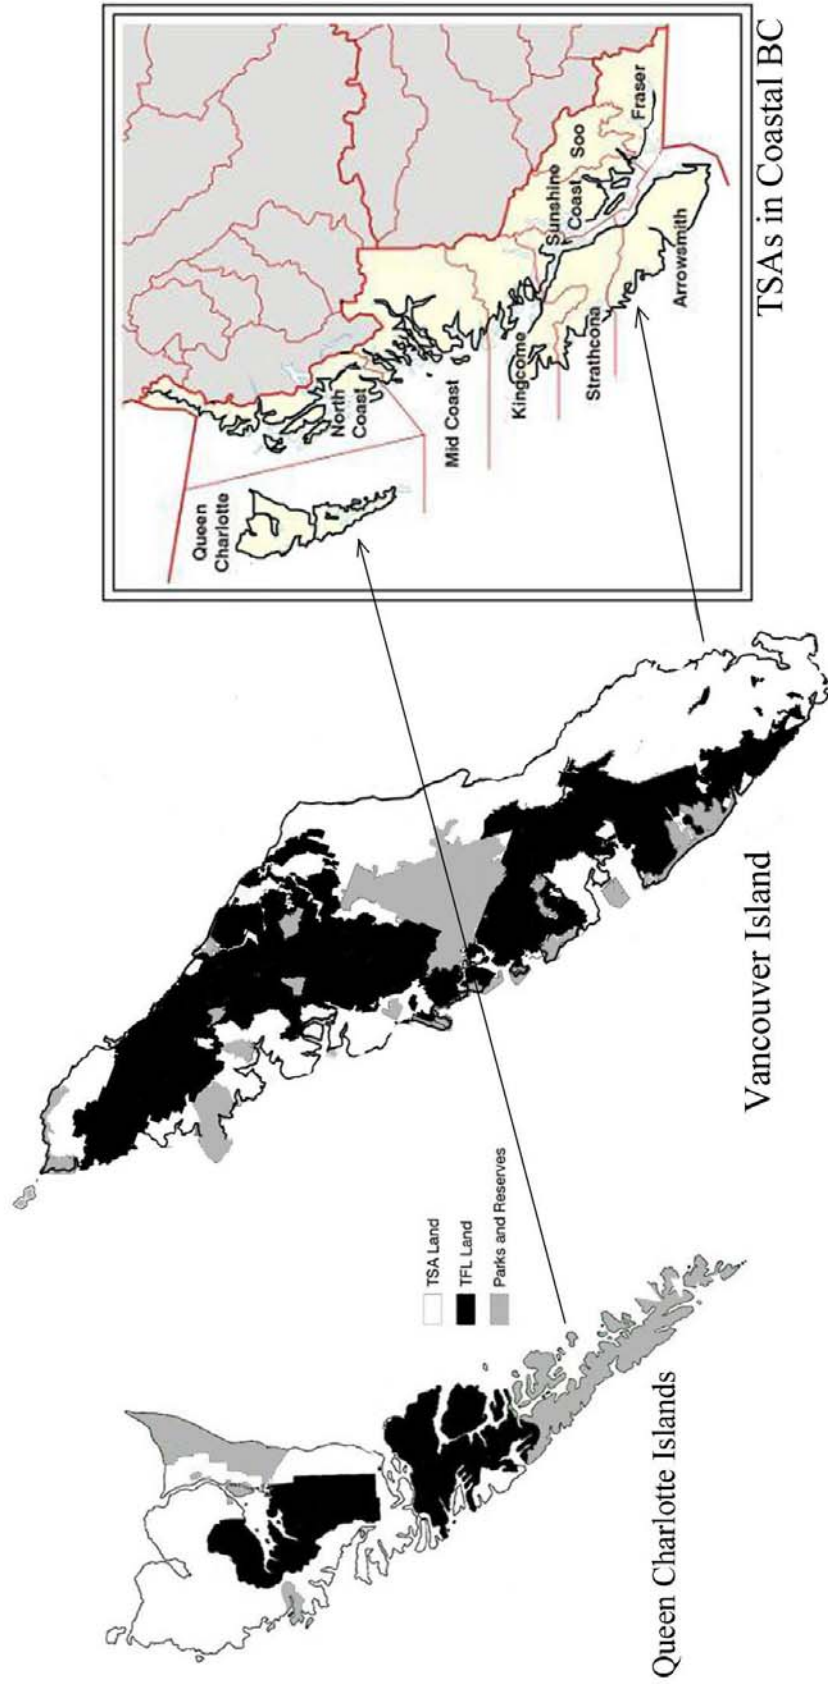 Queen Charlotte Islands
TSA Land
TFL Land
Parks and Reserves
Vancouver Island
Queen
Charlotte
North
Coast
Mid Coast
Kingcome
Strathcona
Sunshine
Coast
Soo
Fraser
Arrowsmith
TSAs in Coastal BC